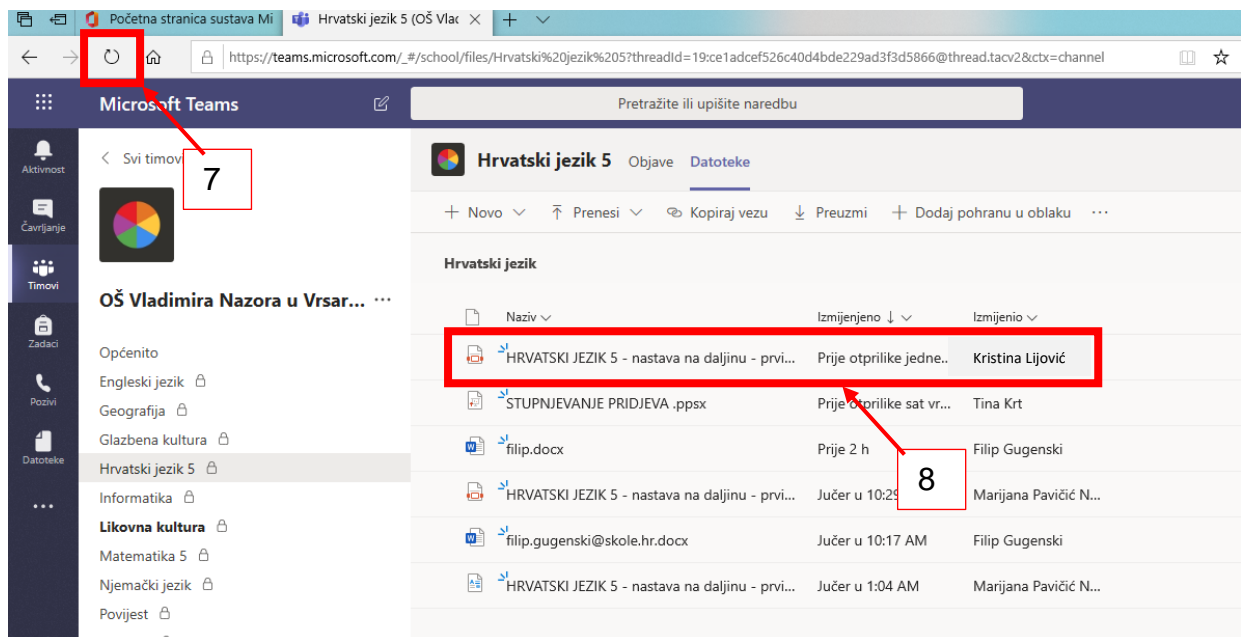 Početna stranica sustava Mi
Hrvatski jezik 5 (OŠ Vlac
https://teams.microsoft.com/_#/school/files/Hrvatski%20jezik%205?threadId=19:ce1adcef526c40d4bde229ad3f3d5866@thread.tacv2&ctx=channel
Microsoft Teams
Pretražite ili upišite naredbu
Aktivnost
Čavrljanje
Timovi
Zadaci
Pozivi
Datoteke
Svi timovi
7
OŠ Vladimira Nazora u Vrsar... ...
Općenito
Engleski jezik
Geografija
Glazbena kultura
Hrvatski jezik 5
Informatika
Likovna kultura
Matematika 5
Njemački jezik
Povijest
Hrvatski jezik 5 Objave Datoteke
+ Novo Prenesi Kopiraj vezu Preuzmi + Dodaj pohranu u oblaku ...
Hrvatski jezik
Naziv Izmijenjeno ↓ Izmijenio
HRVATSKI JEZIK 5 - nastava na daljinu - prvi... Prije otprilike jedne.. Kristina Lijović
STUPNJEVANJE PRIDJEVA .ppsx Prije otprilike sat vr... Tina Krt
filip.docx Prije 2 h Filip Gugenski
HRVATSKI JEZIK 5 - nastava na daljinu - prvi... Jučer u 10:29 Marijana Pavičić N...
8
filip.gugenski@skole.hr.docx Jučer u 10:17 AM Filip Gugenski
HRVATSKI JEZIK 5 - nastava na daljinu - prvi... Jučer u 1:04 AM Marijana Pavičić N...